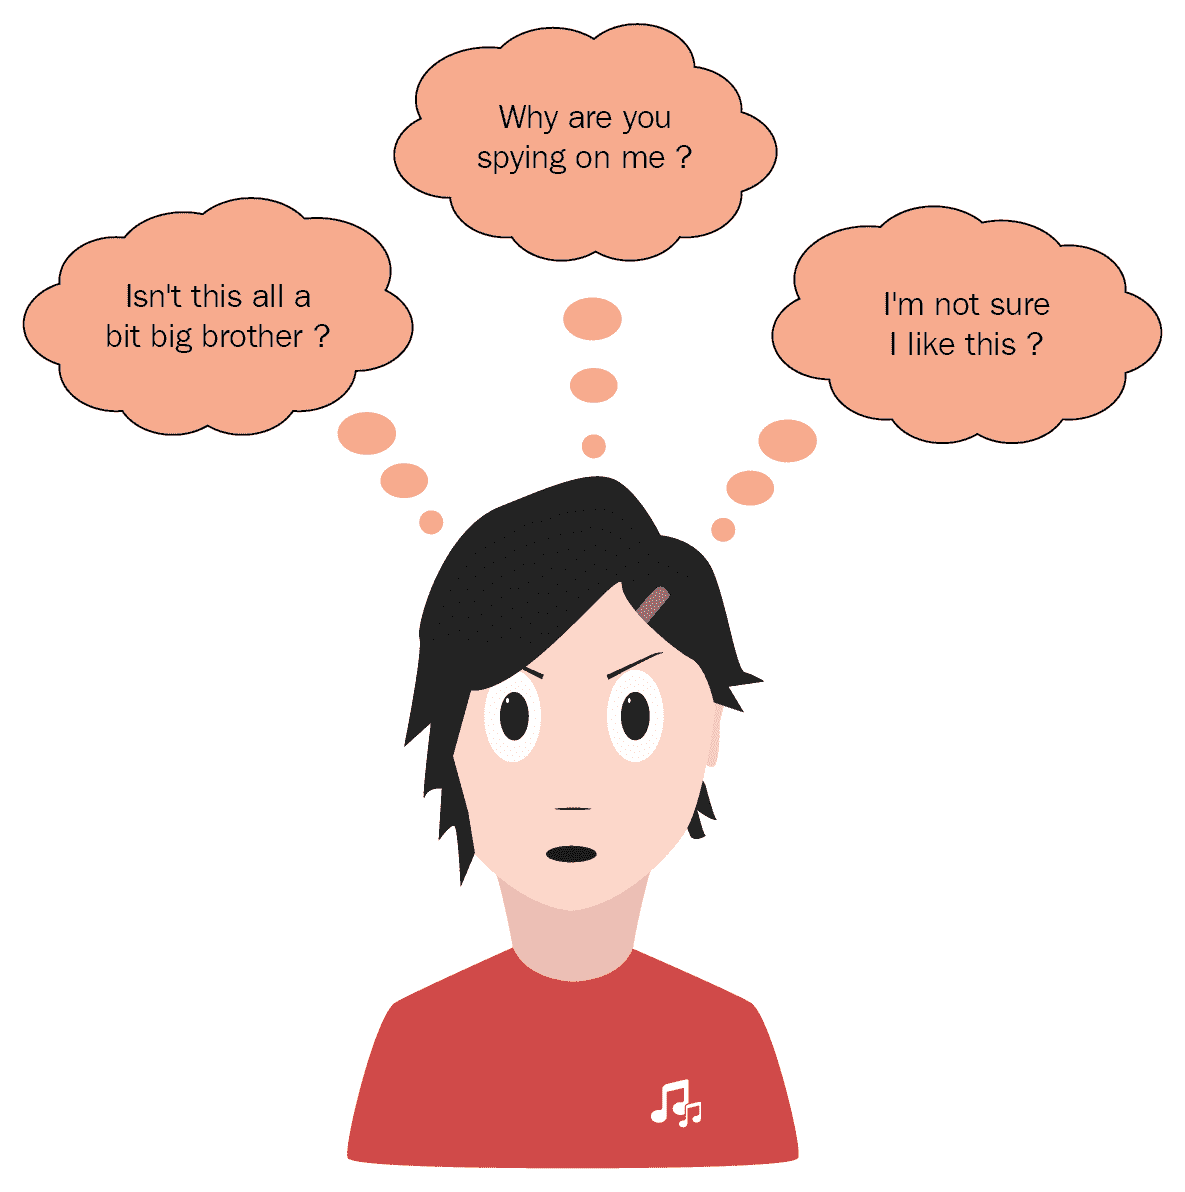 Why are you
spying on me ?
Isn't this all a
bit big brother ?
I'm not sure
I like this ?